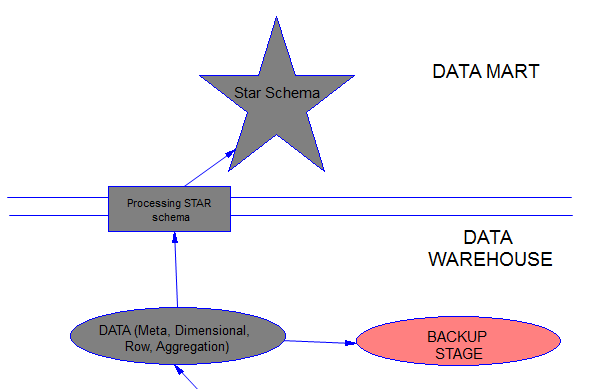 Star Schema
DATA MART
Processing STAR
schema
DATA
WAREHOUSE
DATA (Meta, Dimensional,
Row, Aggregation)
BACKUP
STAGE